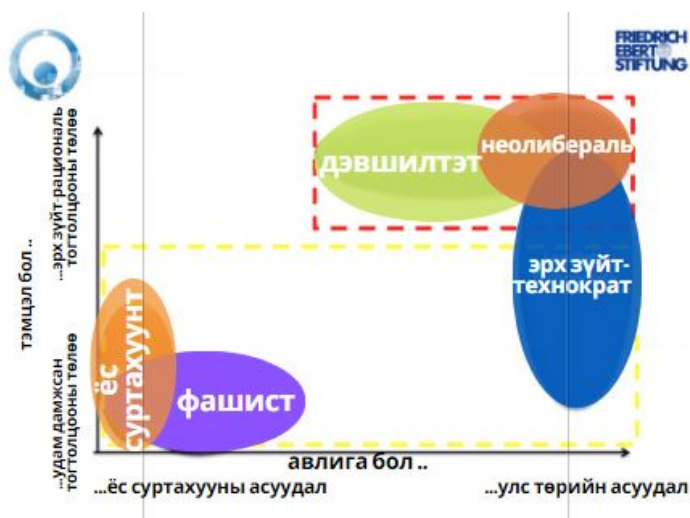 FRIEDRICH
EBERT
STIFTUNG
тэмцэл бол ..
...эрх зүйт-рациональ
тогтолцооны төлөө
...удам дамжсан
тогтолцооны төлөө
дэвшилтэт
неолибераль
эрх зүйт-
технократ
ёс
суртахуунт
фашист
авлига бол ..
...ёс суртахууны асуудал
...улс төрийн асуудал